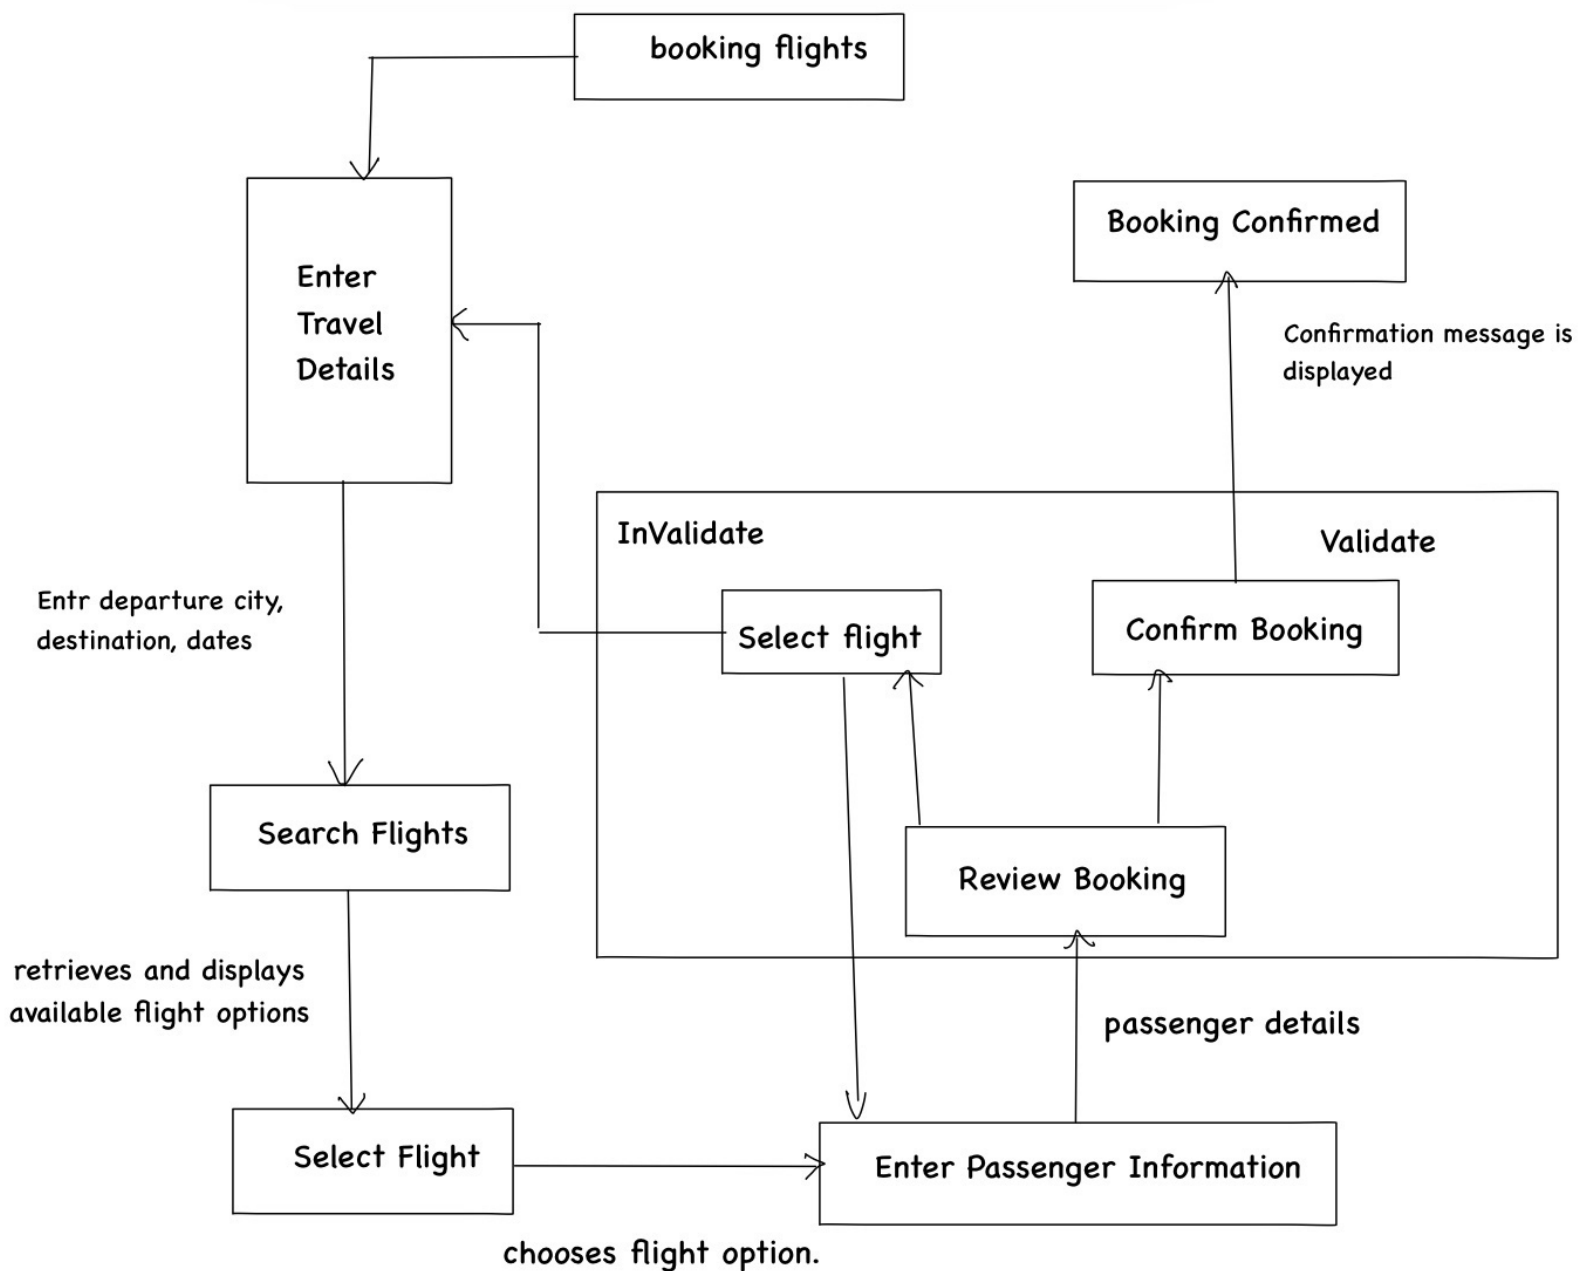 booking flights
Booking Confirmed
Enter
Travel
Details
Confirmation message is
displayed
InValidate
Validate
Entr departure city,
destination, dates
Select flight
Confirm Booking
Search Flights
Review Booking
retrieves and displays
available flight options
passenger details
Select Flight
Enter Passenger Information
chooses flight option.